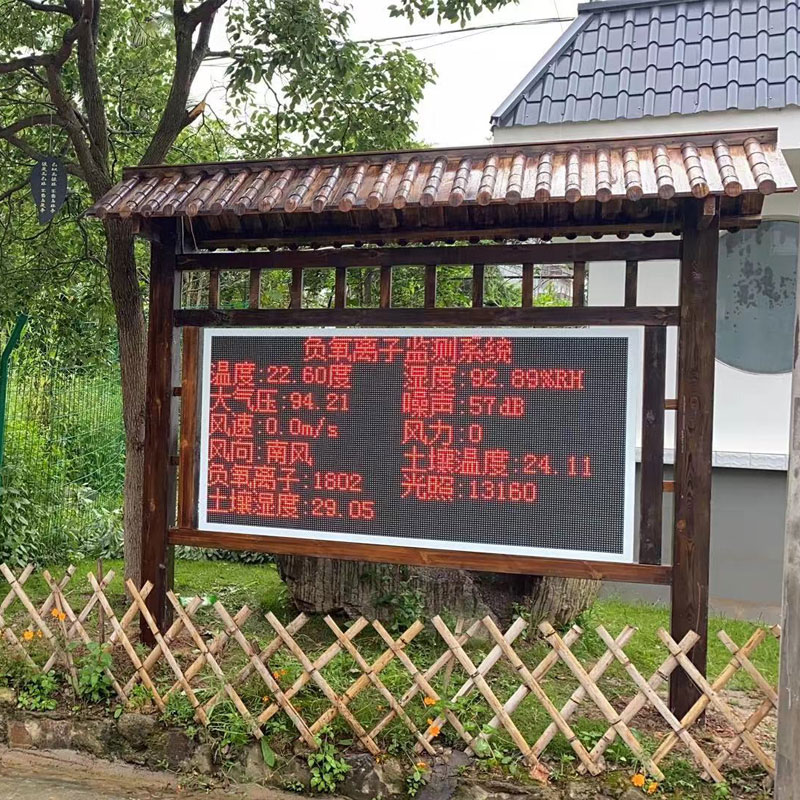 负氧离子监测系统
温度:22.60度 湿度:92.89%RH
大气压:94.21 噪声:57dB
风速:0.0m/s 风力:0
风向:南风 土壤温度:24.11
负氧离子:1802 光照:13160
土壤湿度:29.05